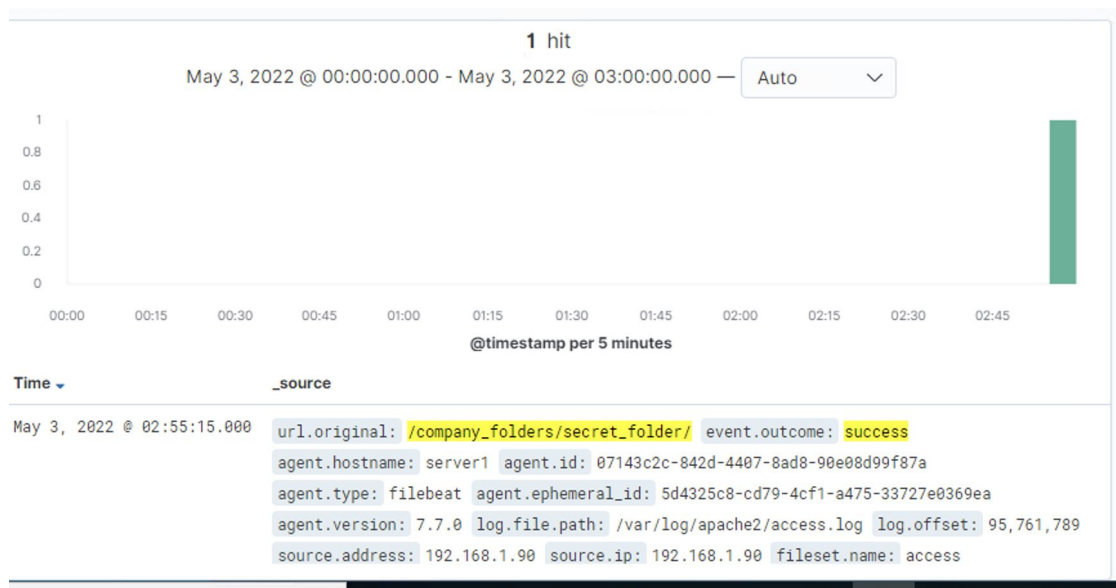 1 hit
May 3, 2022 @ 00:00:00.000 - May 3, 2022 @ 03:00:00.000 — Auto
1
0.8
0.6
0.4
0.2
0
00:00 00:15 00:30 00:45 01:00 01:15 01:30 01:45 02:00 02:15 02:30 02:45
@timestamp per 5 minutes
Time _source
May 3, 2022 @ 02:55:15.000 url.original: /company_folders/secret_folder/ event.outcome: success
agent.hostname: server1 agent.id: 07143c2c-842d-4407-8ad8-90e08d99f87a
agent.type: filebeat agent.ephemeral_id: 5d4325c8-cd79-4cf1-a475-33727e0369ea
agent.version: 7.7.0 log.file.path: /var/log/apache2/access.log log.offset: 95,761,789
source.address: 192.168.1.90 source.ip: 192.168.1.90 fileset.name: access